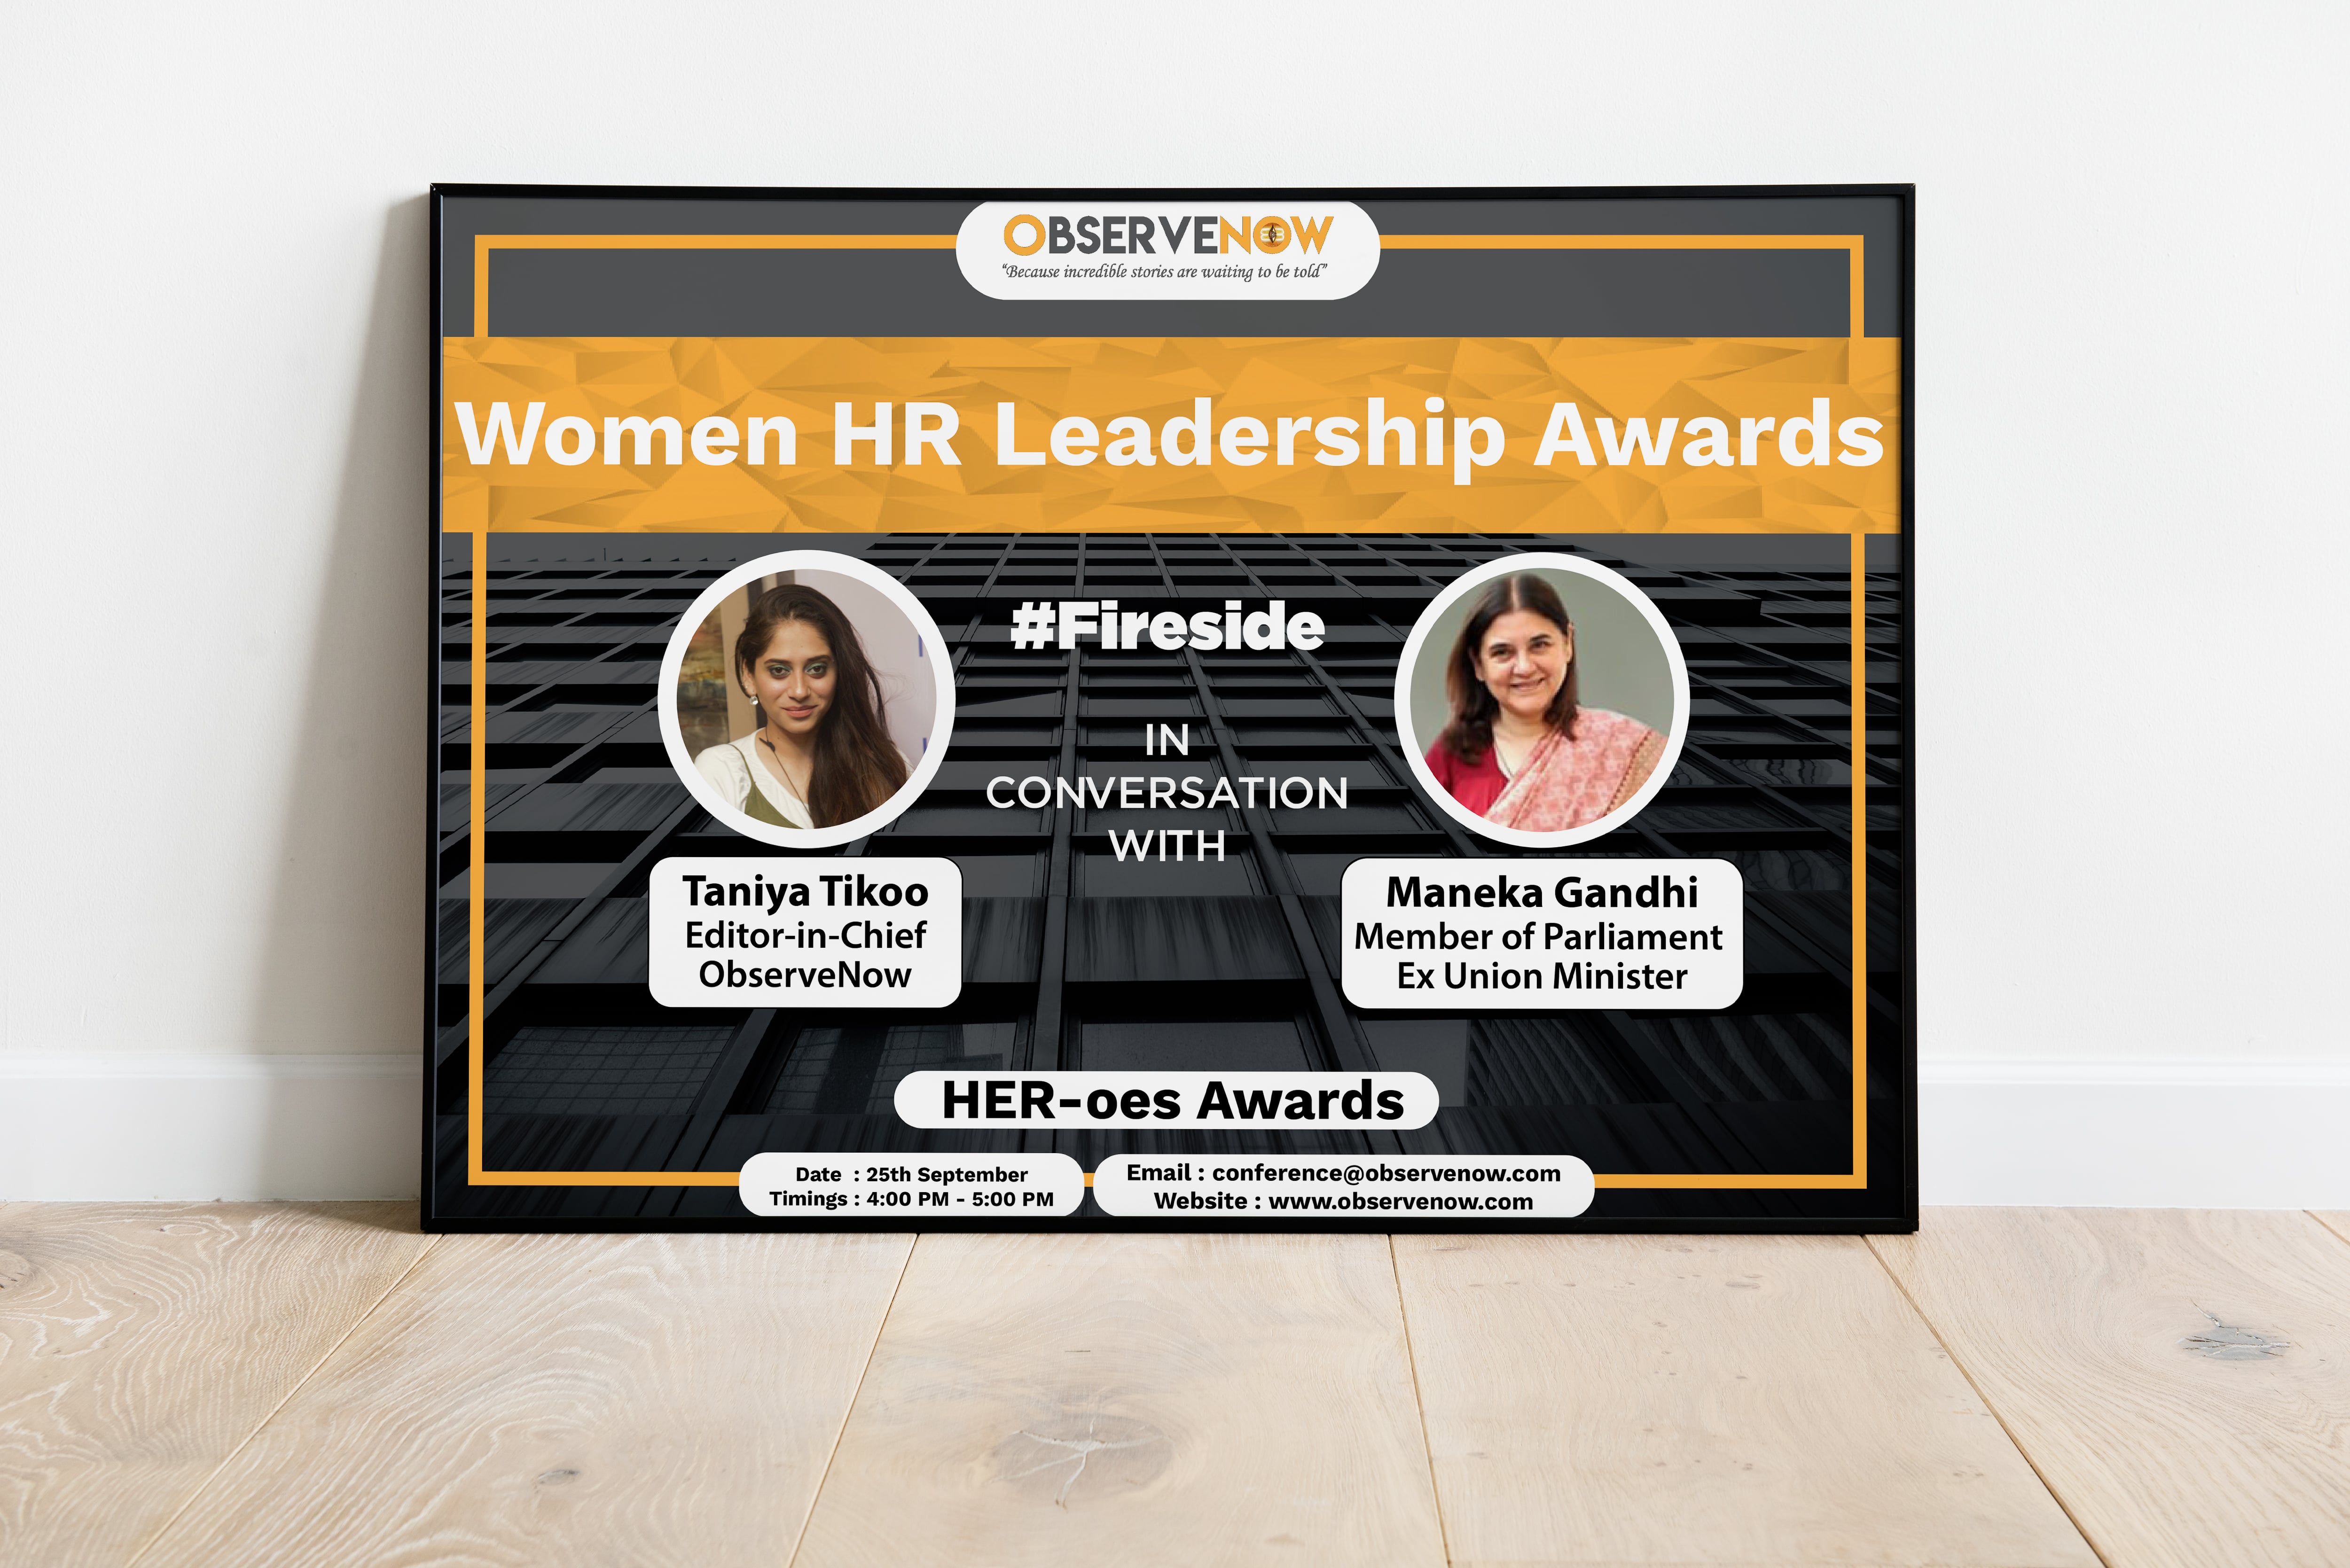 OBSERVENOW
“Because incredible stories are waiting to be told”
Women HR Leadership Awards
#Fireside
IN
CONVERSATION
WITH
Taniya Tikoo
Editor-in-Chief
ObserveNow
Maneka Gandhi
Member of Parliament
Ex Union Minister
HER-oes Awards
Date : 25th September
Timings : 4:00 PM - 5:00 PM
Email : conference@observenow.com
Website : www.observenow.com